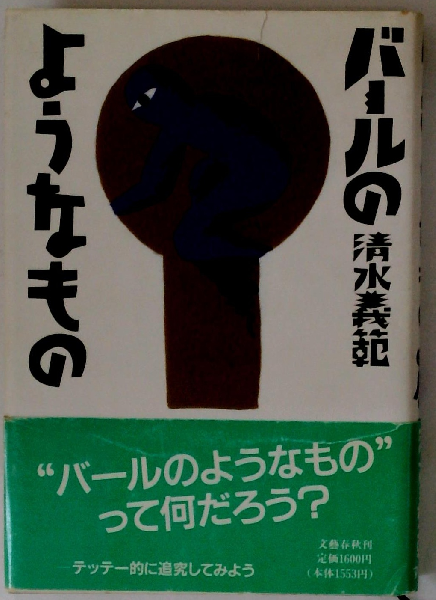 バールの
ようなもの
清水義範
“バールのようなもの”
って何だろう?
テッテー的に追究してみよう
文藝春秋刊
定価1600円
(本体1553円)